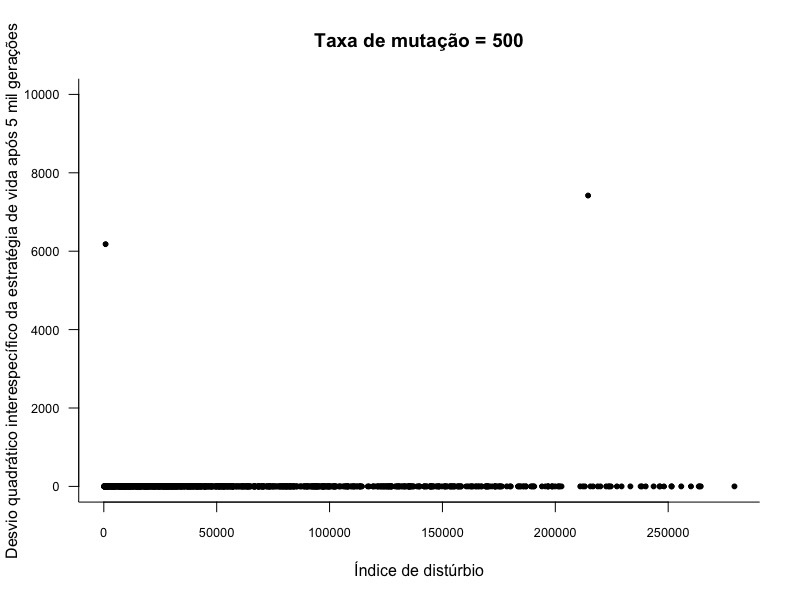 Taxa de mutação = 500
Desvio quadrático interespecífico da estratégia de vida após 5 mil gerações
10000
8000
6000
4000
2000
0
0 50000 100000 150000 200000 250000
Índice de distúrbio